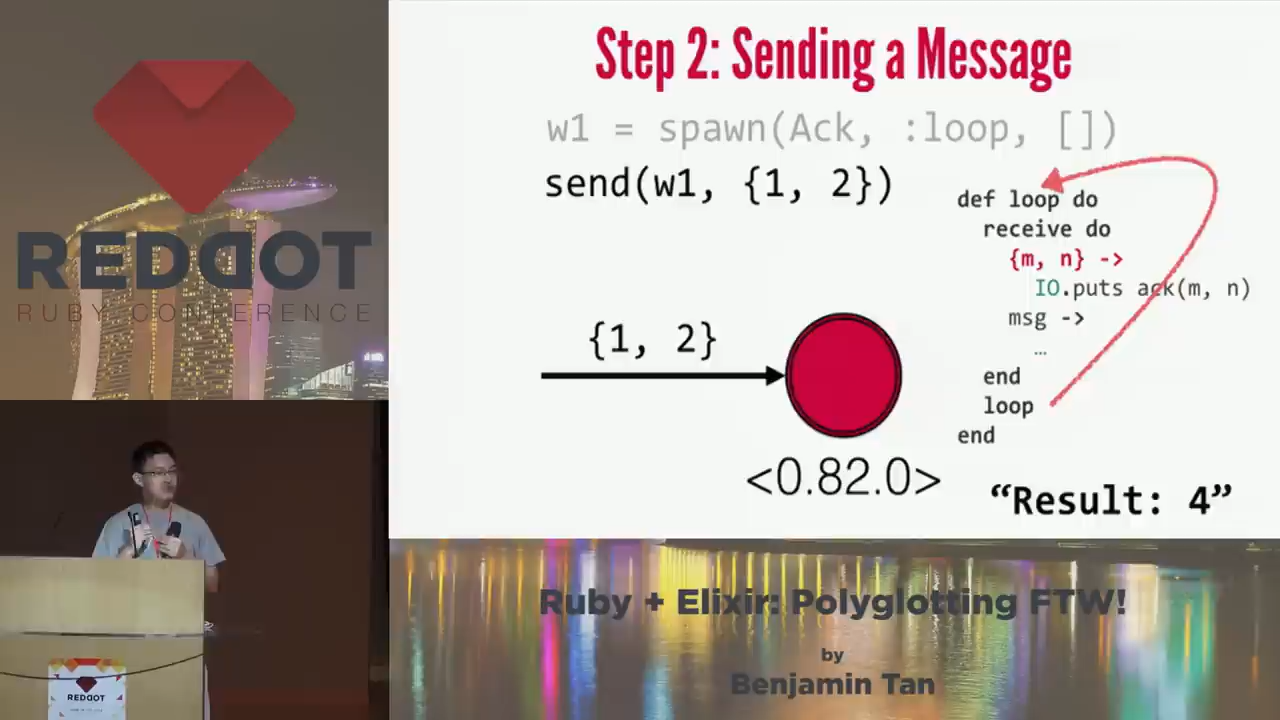 REDDOT
RUBY CONFERENCE
Step 2: Sending a Message
w1 = spawn(Ack, :loop, [])
send(w1, {1, 2})
def loop do
receive do
{m, n} ->
IO.puts ack(m, n)
msg ->
…
end
loop
end
{1, 2}
<0.82.0>
“Result: 4”
REDDOT
Ruby + Elixir: Polyglotting FTW!
by
Benjamin Tan